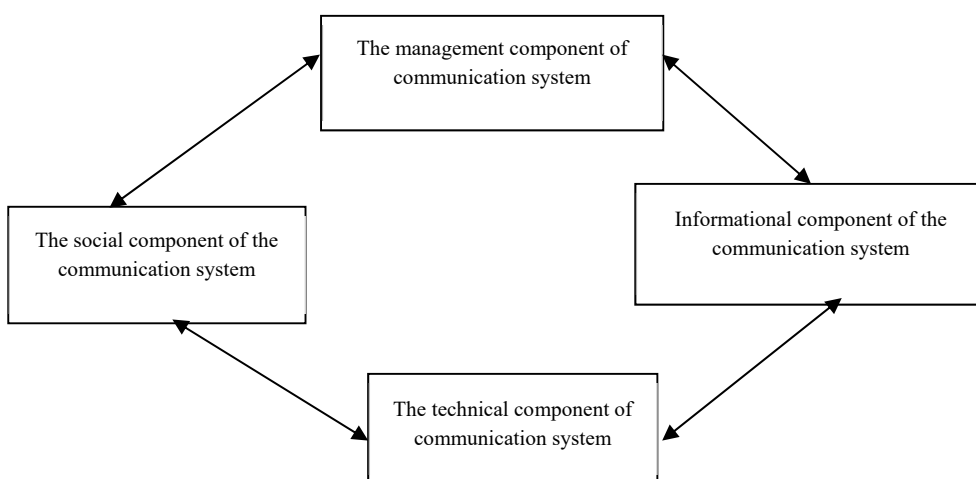 The management component of
communication system
The social component of the
communication system
Informational component of the
communication system
The technical component of
communication system